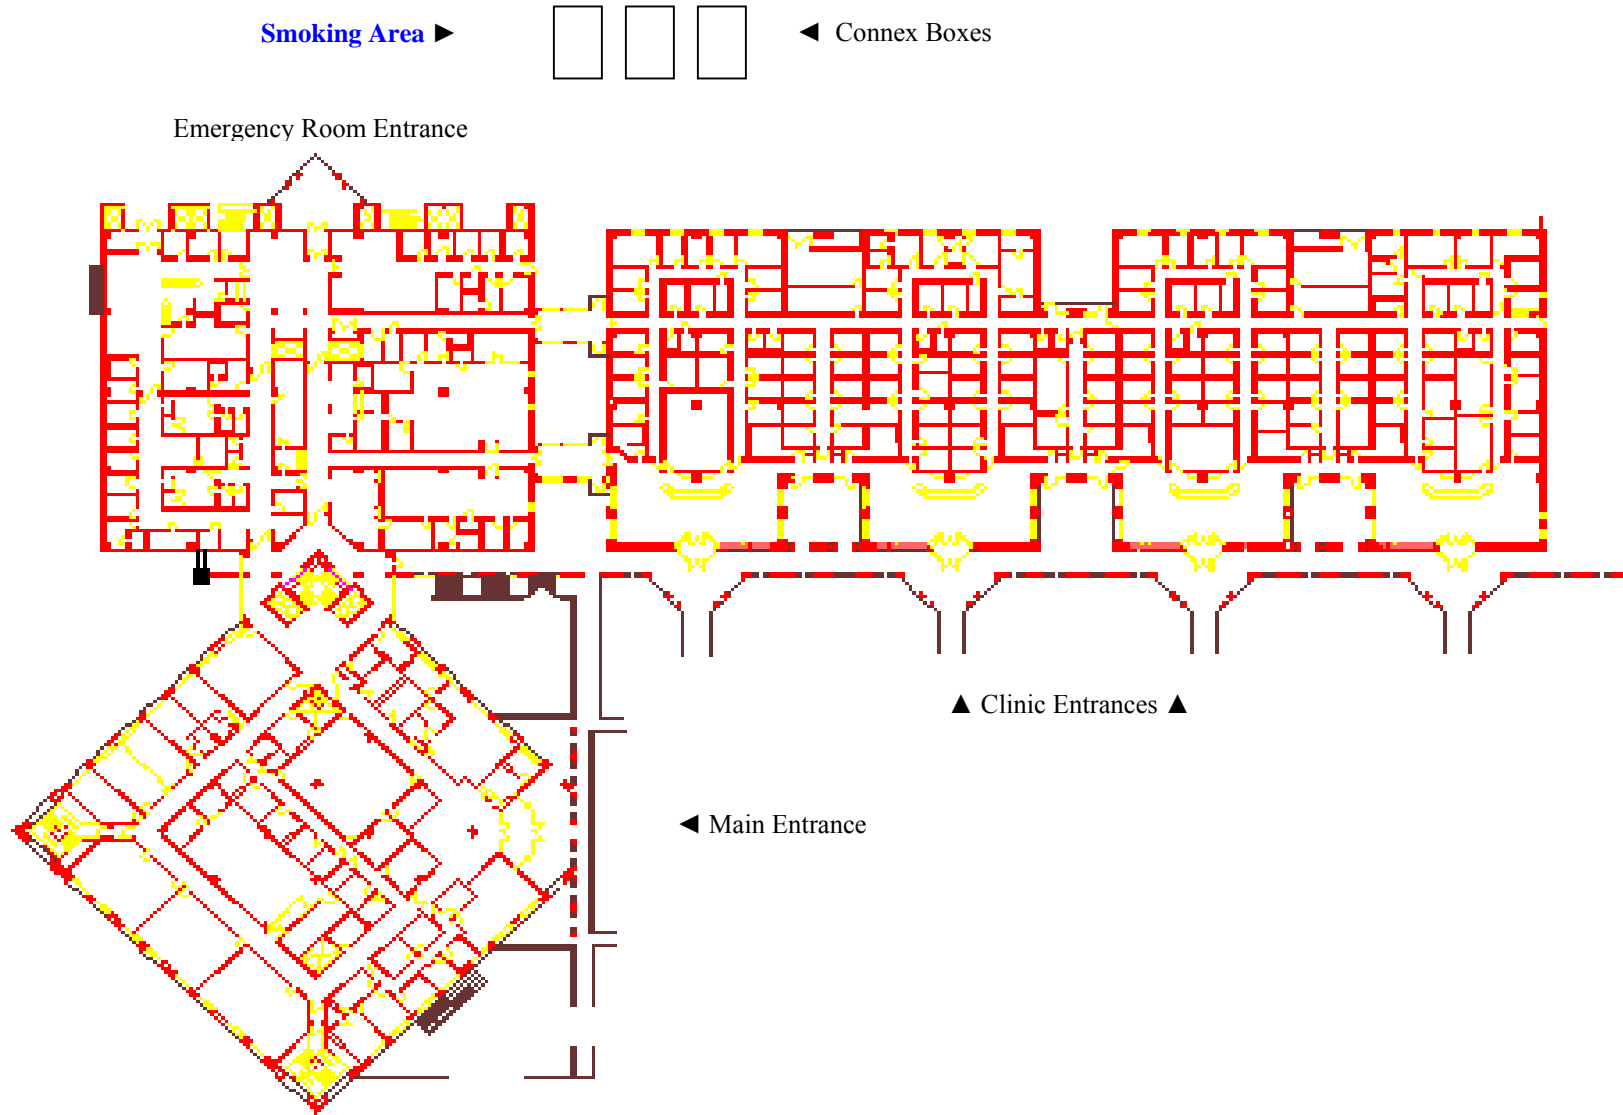 Smoking Area ►
◄ Connex Boxes
Emergency Room Entrance
▲ Clinic Entrances ▲
◄ Main Entrance